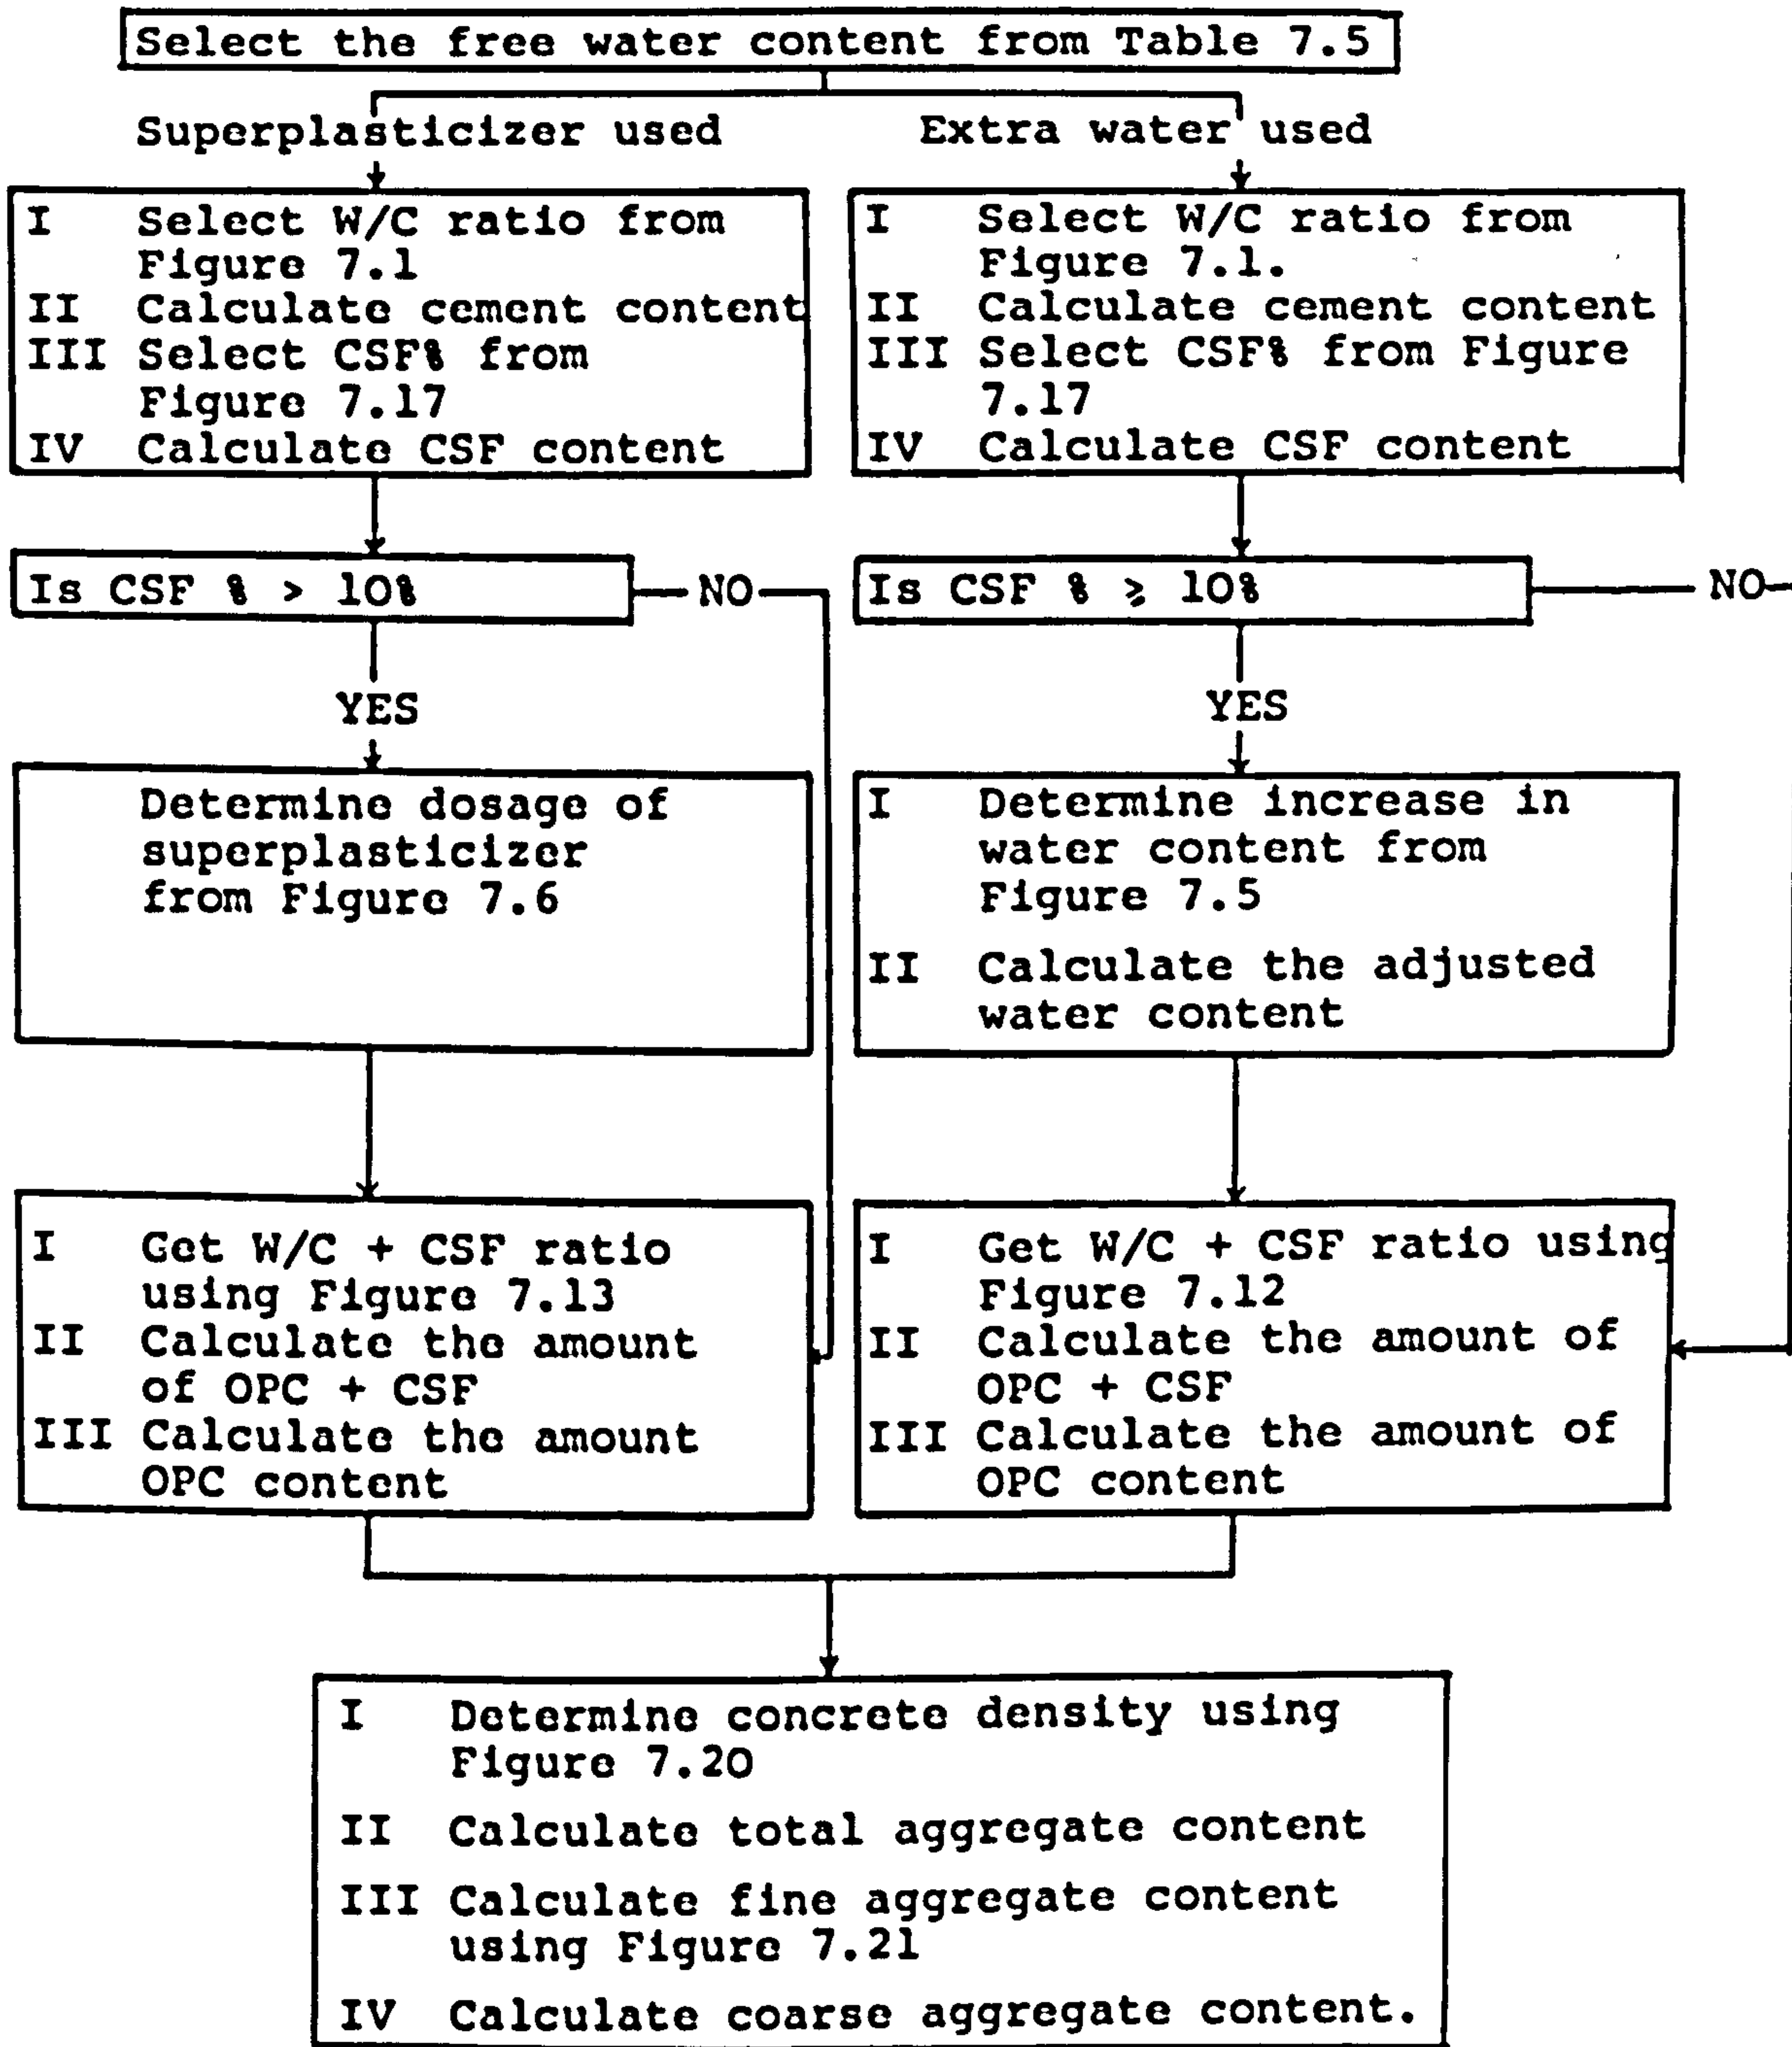 Select the free water content from Table 7.5
Superplasticizer used
Extra water used
I Select W/C ratio from
Figure 7.1
II Calculate cement content
III Select CSF% from
Figure 7.17
IV Calculate CSF content
I Select W/C ratio from
Figure 7.1.
II Calculate cement content
III Select CSF% from Figure
7.17
IV Calculate CSF content
Is CSF % > 10%
NO
Is CSF % ⩾ 10%
NO
YES
YES
Determine dosage of
superplasticizer
from Figure 7.6
I Determine increase in
water content from
Figure 7.5
II Calculate the adjusted
water content
I Get W/C + CSF ratio
using Figure 7.13
II Calculate the amount
of OPC + CSF
III Calculate the amount
OPC content
I Get W/C + CSF ratio using
Figure 7.12
II Calculate the amount of
OPC + CSF
III Calculate the amount of
OPC content
I Determine concrete density using
Figure 7.20
II Calculate total aggregate content
III Calculate fine aggregate content
using Figure 7.21
IV Calculate coarse aggregate content.